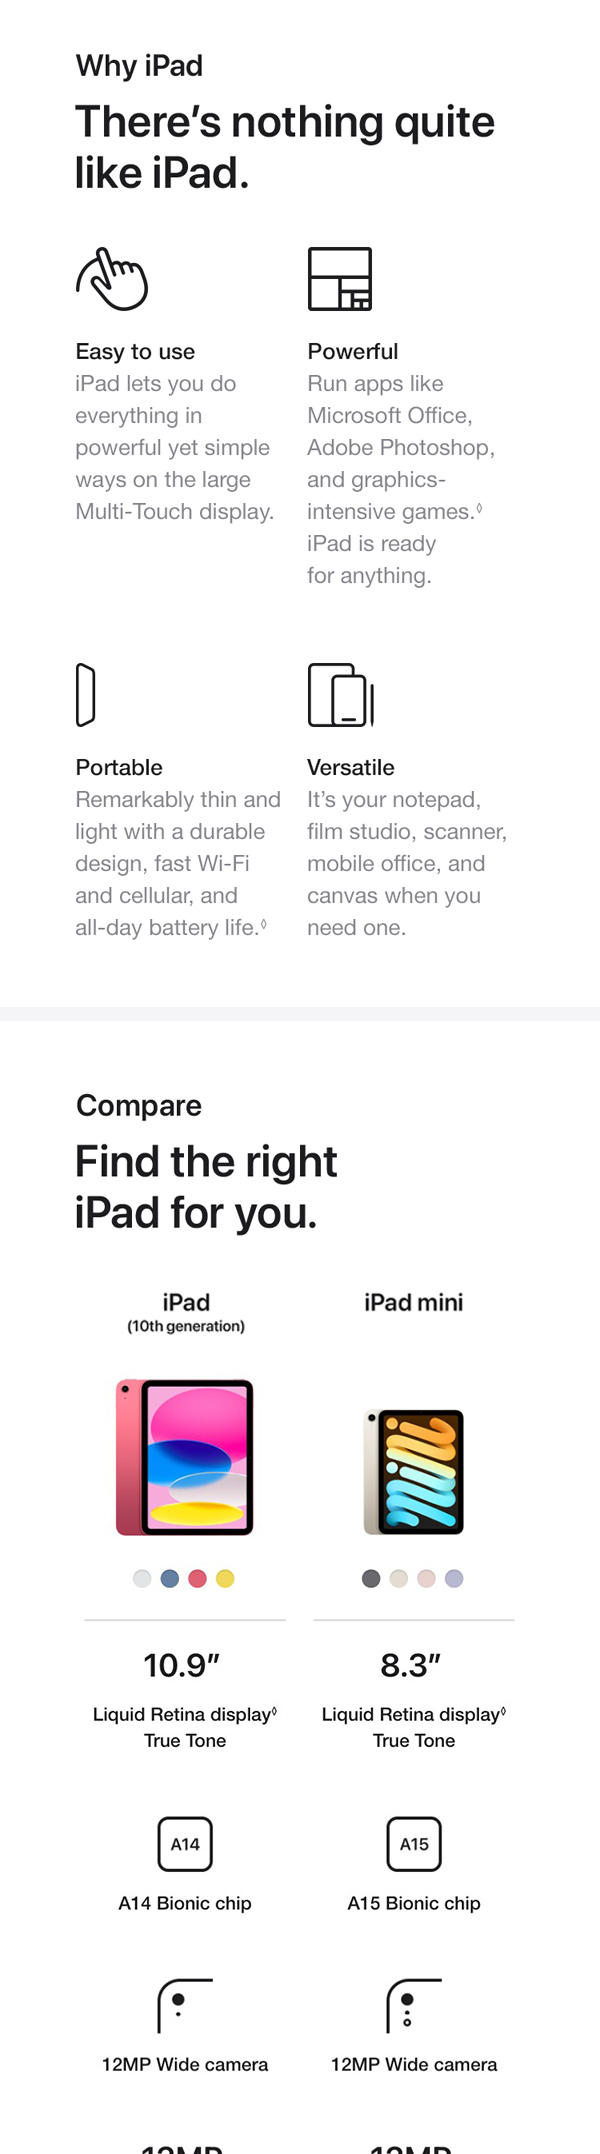 Why iPad
There's nothing quite
like iPad.
Easy to use
iPad lets you do
everything in
powerful yet simple
ways on the large
Multi-Touch display.
Powerful
Run apps like
Microsoft Office,
Adobe Photoshop,
and graphics-
intensive games.◊
iPad is ready
for anything.
Portable
Remarkably thin and
light with a durable
design, fast Wi-Fi
and cellular, and
all-day battery life.◊
Versatile
It's your notepad,
film studio, scanner,
mobile office, and
canvas when you
need one.
Compare
Find the right
iPad for you.
iPad
(10th generation)
iPad mini
10.9”
Liquid Retina display◊
True Tone
8.3”
Liquid Retina display◊
True Tone
A14
A14 Bionic chip
A15
A15 Bionic chip
12MP Wide camera
12MP Wide camera